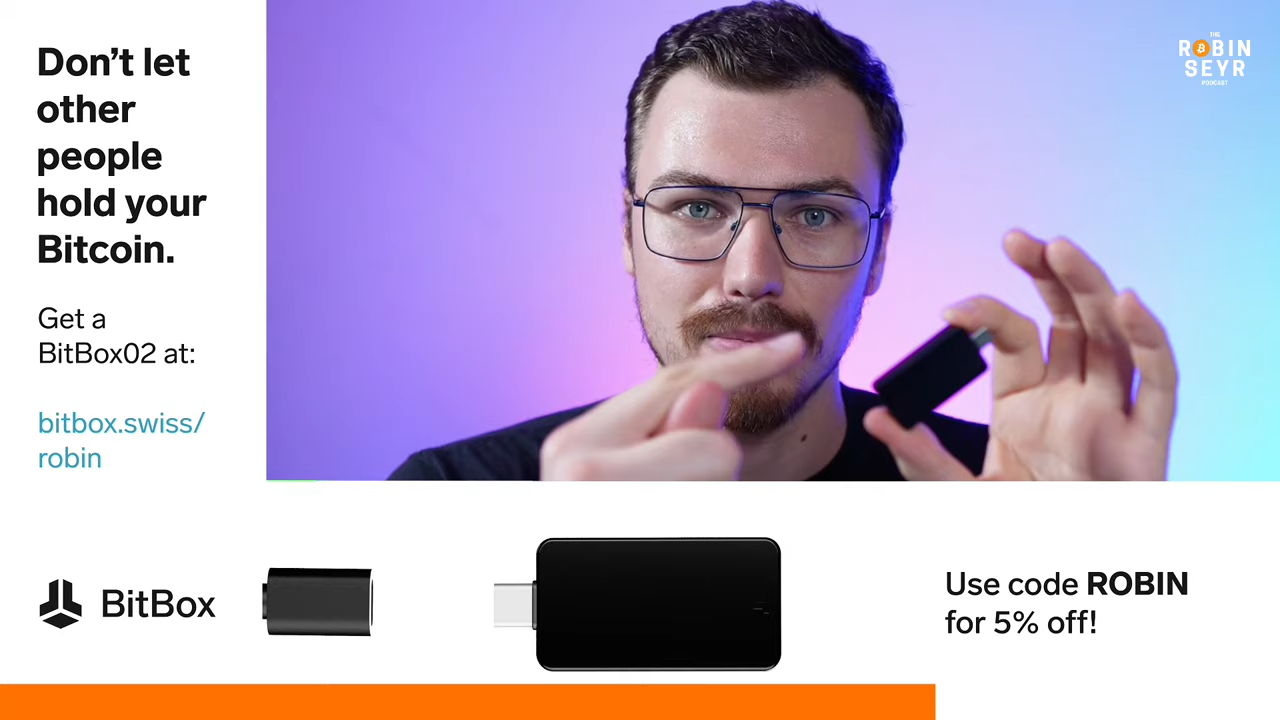 Don't let
other
people
hold your
Bitcoin.
Get a
BitBox02 at:
bitbox.swiss/
robin
THE
ROBIN
SEYR
PODCAST
BitBox
Use code ROBIN
for 5% off!